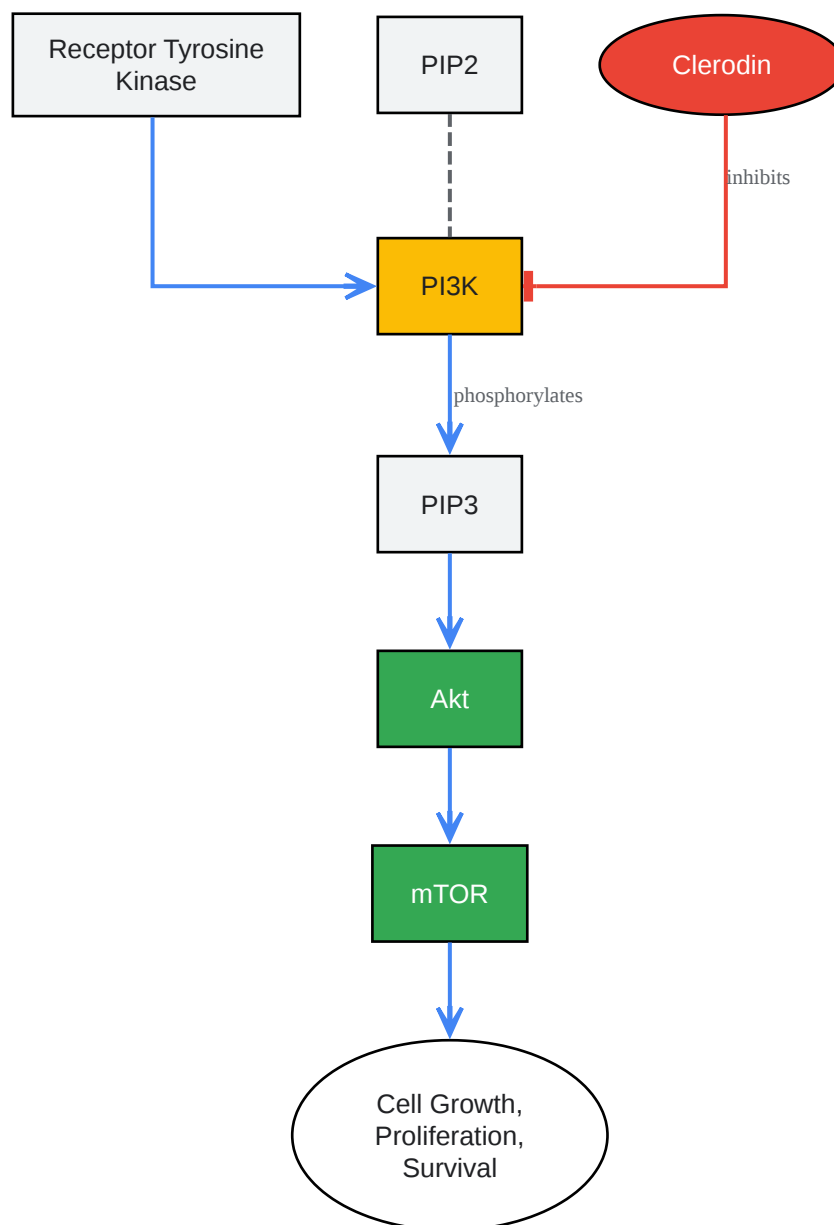 Receptor Tyrosine
Kinase
PIP2
Clerodin
inhibits
PI3K
phosphorylates
PIP3
Akt
mTOR
Cell Growth,
Proliferation,
Survival